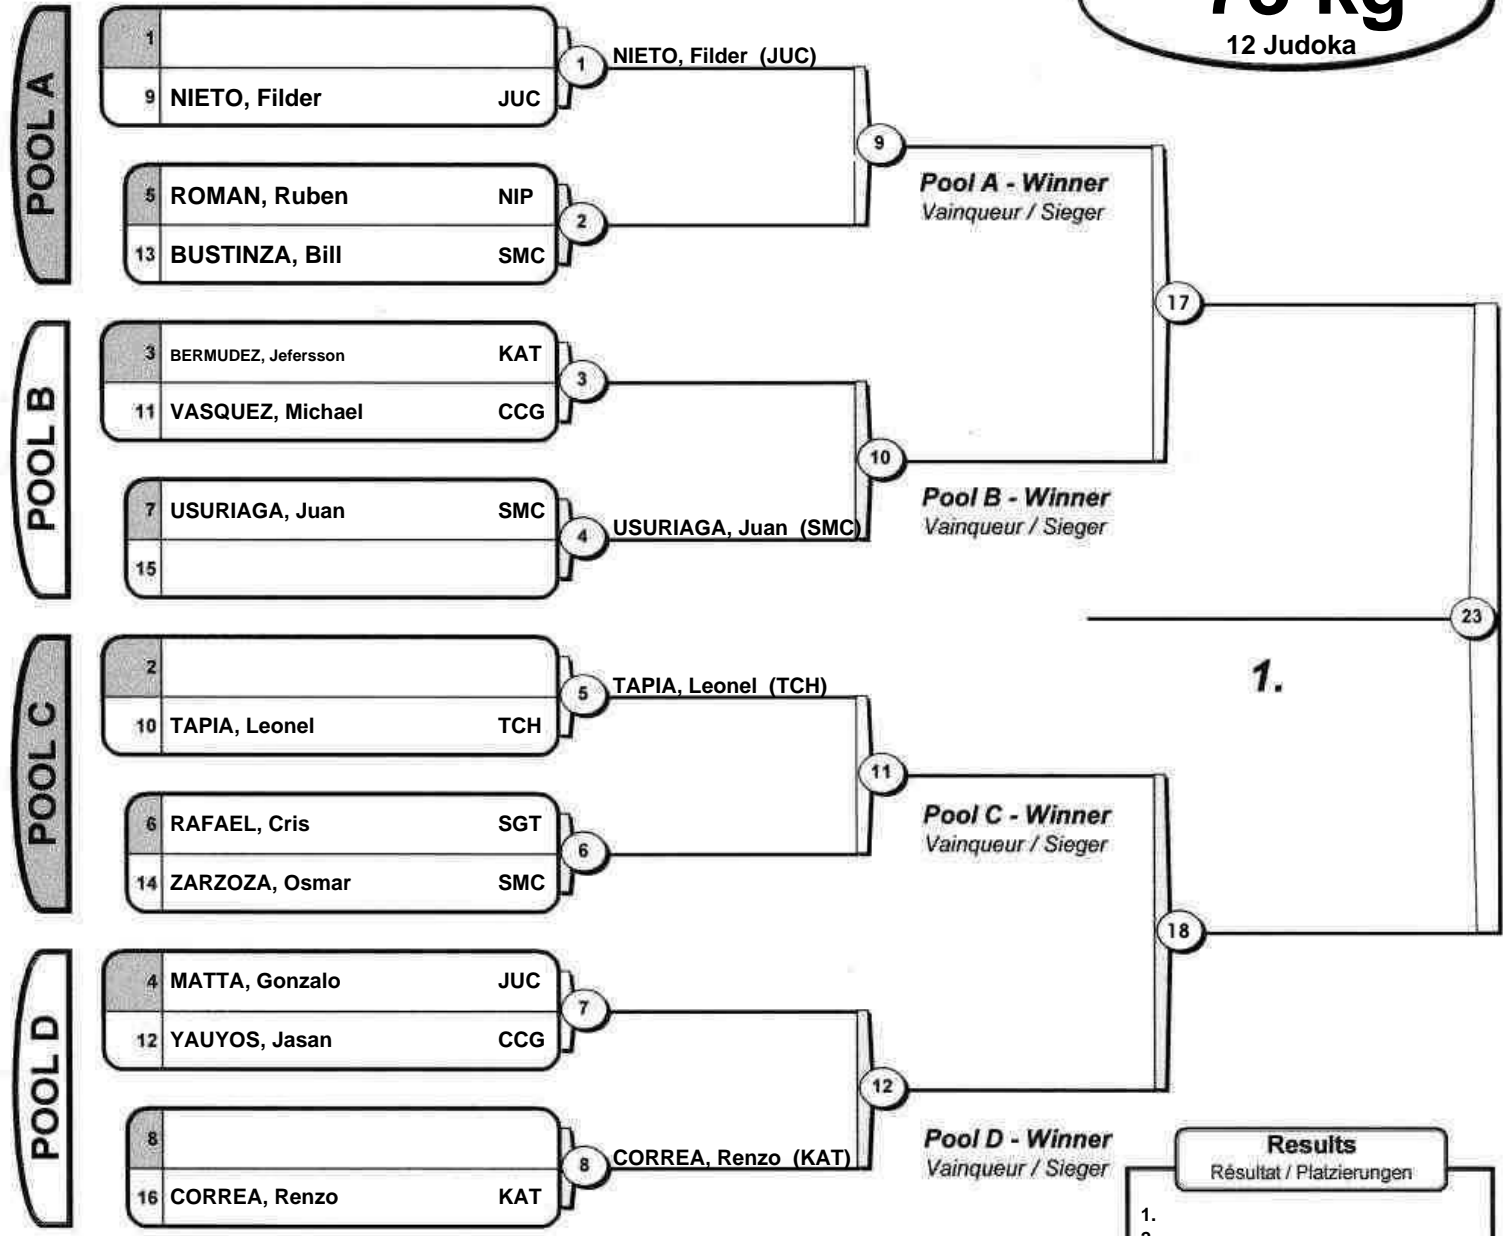 73 kg
12 Judoka
POOL A
1
9 NIETO, Filder JUC
1
NIETO, Filder (JUC)
5 ROMAN, Ruben NIP
13 BUSTINZA, Bill SMC
2
9
Pool A - Winner
Vainqueur / Sieger
POOL B
3 BERMUDEZ, Jefersson KAT
11 VASQUEZ, Michael CCG
3
7 USURIAGA, Juan SMC
15
4
USURIAGA, Juan (SMC)
10
Pool B - Winner
Vainqueur / Sieger
17
POOL C
2
10 TAPIA, Leonel TCH
5
TAPIA, Leonel (TCH)
6 RAFAEL, Cris SGT
14 ZARZOZA, Osmar SMC
6
11
Pool C - Winner
Vainqueur / Sieger
23
1.
POOL D
4 MATTA, Gonzalo JUC
12 YAUYOS, Jasan CCG
7
8
16 CORREA, Renzo KAT
8
CORREA, Renzo (KAT)
12
Pool D - Winner
Vainqueur / Sieger
18
Results
Résultat / Platzierungen
1.